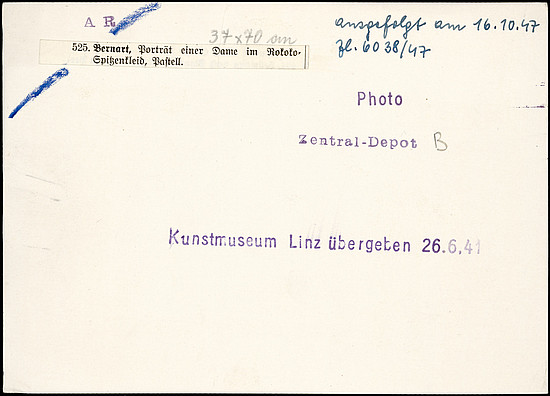 A R
37 x 70 cm
ausgefolgt am 16.10.47
Zl. 6038/47
525. Bernart, Porträt einer Dame im Rokoko-
Spitzenkleid, Pastell.
Photo
Zentral-Depot B
Kunstmuseum Linz übergeben 26.6.41